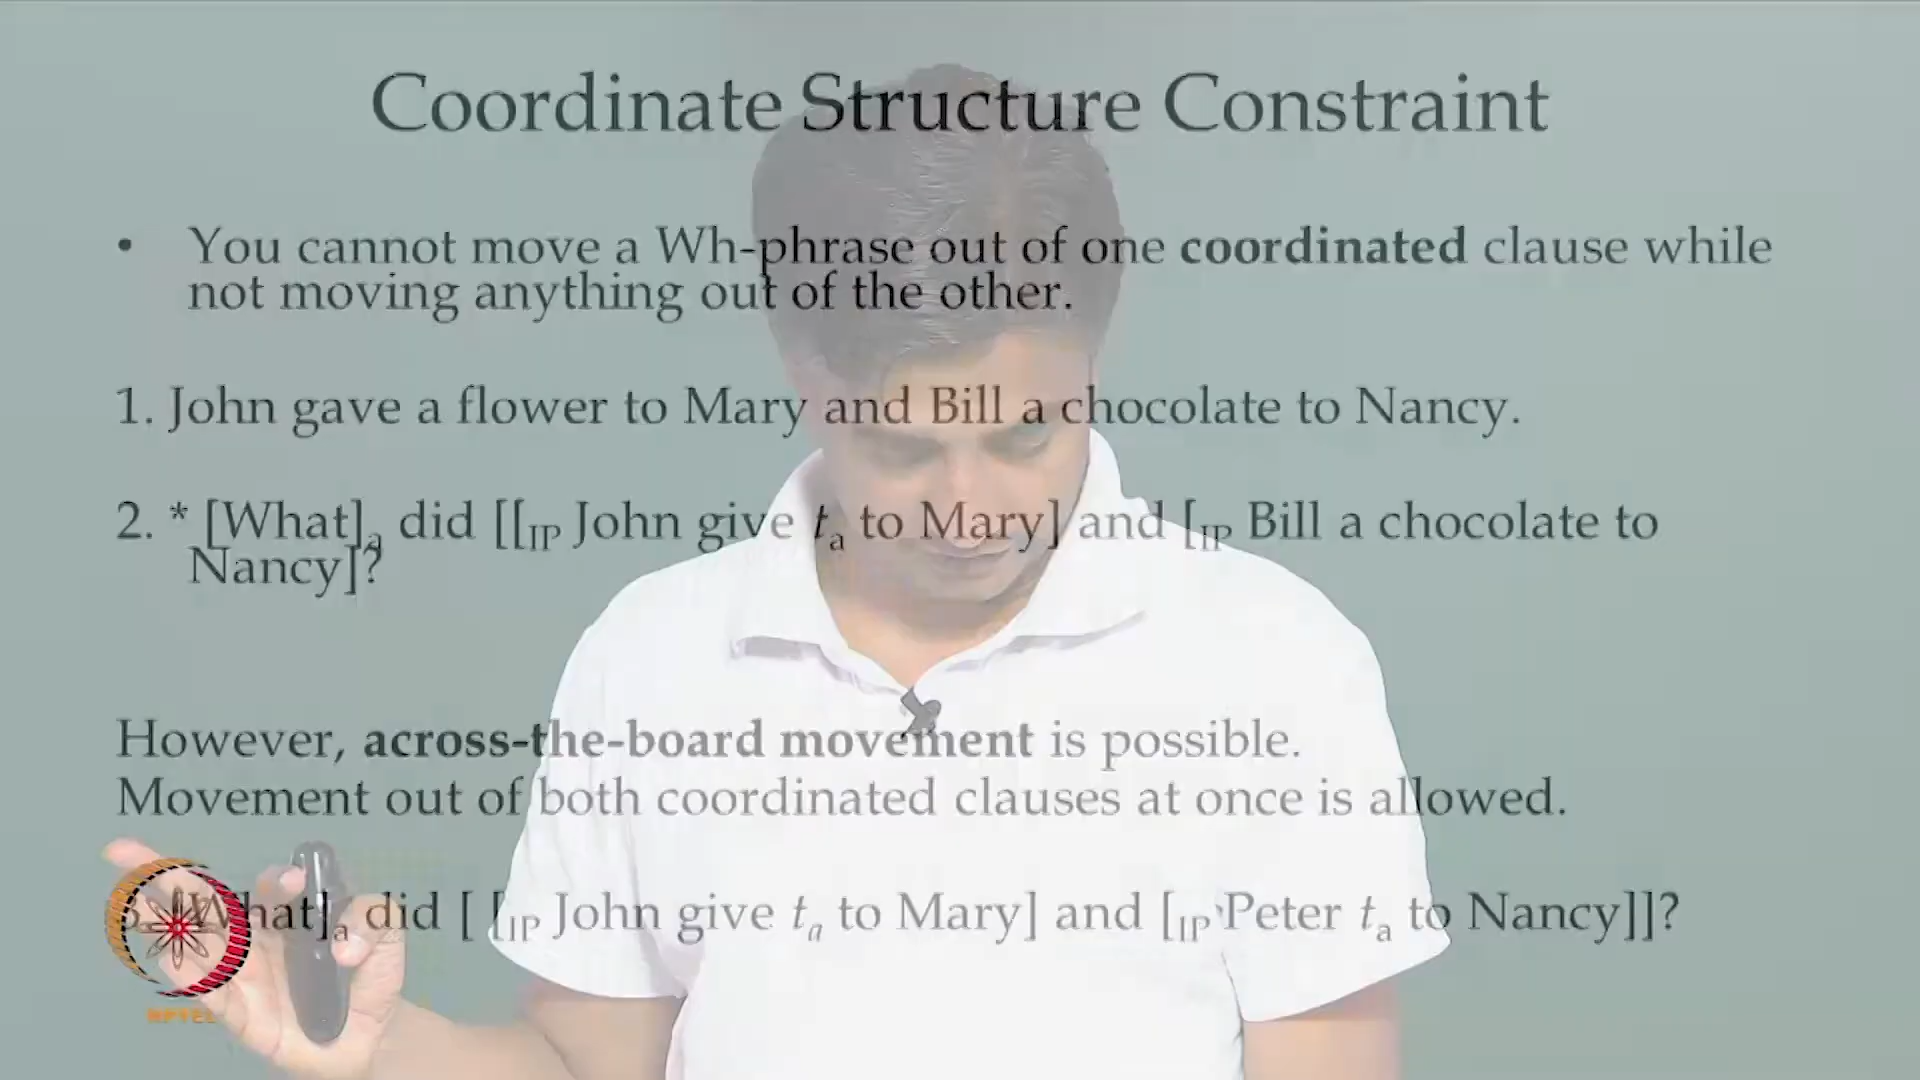 Coordinate Structure Constraint
• You cannot move a Wh-phrase out of one coordinated clause while
not moving anything out of the other.
1. John gave a flower to Mary and Bill a chocolate to Nancy.
2. * [What]a did [[IP John give ta to Mary] and [IP Bill a chocolate to
Nancy]?
However, across-the-board movement is possible.
Movement out of both coordinated clauses at once is allowed.
3. [What]a did [ [IP John give ta to Mary] and [IP Peter ta to Nancy]]?
NPTEL